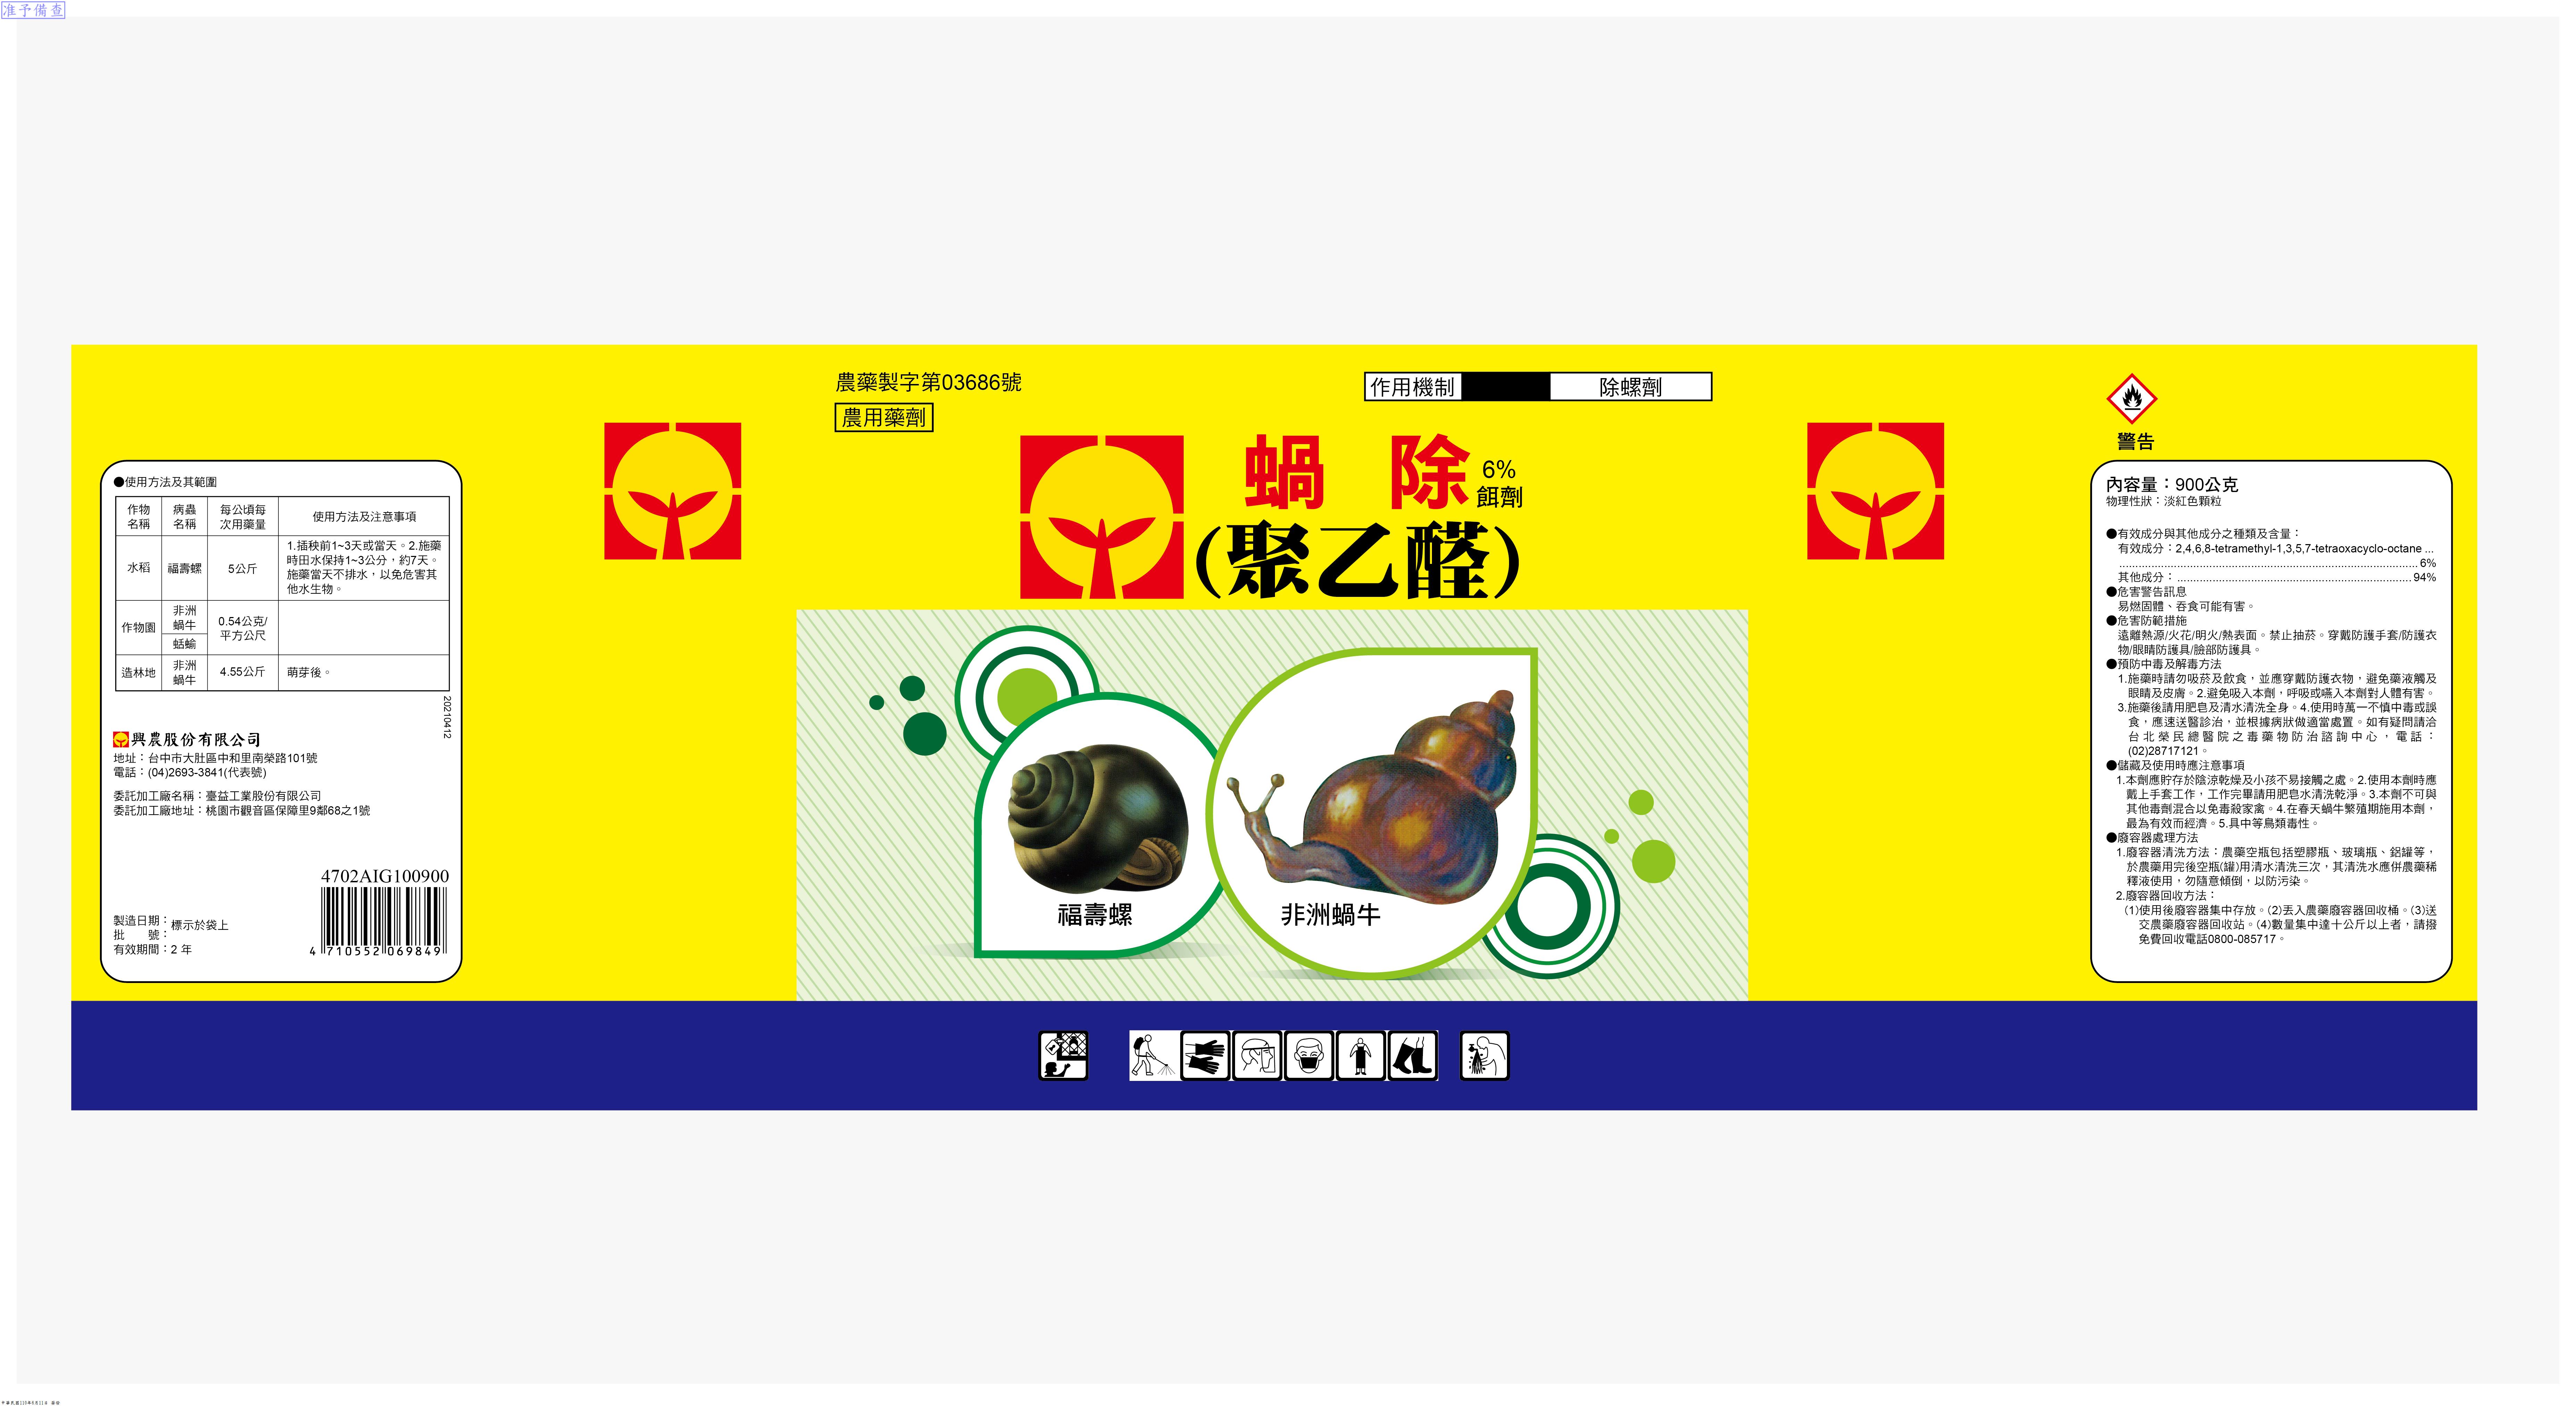 准予備查
●使用方法及其範圍
作物名稱 病蟲名稱 每公頃每次用藥量 使用方法及注意事項
水稻 福壽螺 5公斤 1.插秧前1~3天或當天。2.施藥
時田水保持1~3公分，約7天。
施藥當天不排水，以免危害其
他水生物。
作物園 非洲蝸牛 0.54公克/平方公尺
蛞蝓
造林地 非洲蝸牛 4.55公斤 萌芽後。
20210412
興農股份有限公司
地址：台中市大肚區中和里南榮路101號
電話：(04)2693-3841(代表號)
委託加工廠名稱：臺益工業股份有限公司
委託加工廠地址：桃園市觀音區保障里9鄰68之1號
4702AIG100900
4 710552 069849
製造日期：標示於袋上
批　　號：
有效期間：2 年
農藥製字第03686號
農用藥劑
作用機制 除螺劑
蝸 除
6%
餌劑
(聚乙醛)
福壽螺
非洲蝸牛
警告
內容量：900公克
物理性狀：淡紅色顆粒
●有效成分與其他成分之種類及含量：
有效成分：2,4,6,8-tetramethyl-1,3,5,7-tetraoxacyclo-octane ...
........................................................................ 6%
其他成分：........................................................................ 94%
●危害警告訊息
易燃固體、吞食可能有害。
●危害防範措施
遠離熱源/火花/明火/熱表面。禁止抽菸。穿戴防護手套/防護衣
物/眼睛防護具/臉部防護具。
●預防中毒及解毒方法
1.施藥時請勿吸菸及飲食，並應穿戴防護衣物，避免藥液觸及
眼睛及皮膚。2.避免吸入本劑，呼吸或嚥入本劑對人體有害。
3.施藥後請用肥皂及清水清洗全身。4.使用時萬一不慎中毒或誤
食，應速送醫診治，並根據病狀做適當處置。如有疑問請洽
台北榮民總醫院之毒藥物防治諮詢中心，電話：
(02)28717121。
●儲藏及使用時應注意事項
1.本劑應貯存於陰涼乾燥及小孩不易接觸之處。2.使用本劑時應
戴上手套工作，工作完畢請用肥皂水清洗乾淨。3.本劑不可與
其他毒劑混合以免毒殺家禽。4.在春天蝸牛繁殖期施用本劑，
最為有效而經濟。5.具中等鳥類毒性。
●廢容器處理方法
1.廢容器清洗方法：農藥空瓶包括塑膠瓶、玻璃瓶、鋁罐等，
於農藥用完後空瓶(罐)用清水清洗三次，其清洗水應併農藥稀
釋液使用，勿隨意傾倒，以防污染。
2.廢容器回收方法：
(1)使用後廢容器集中存放。(2)丟入農藥廢容器回收桶。(3)送
交農藥廢容器回收站。(4)數量集中達十公斤以上者，請撥
免費回收電話0800-085717。